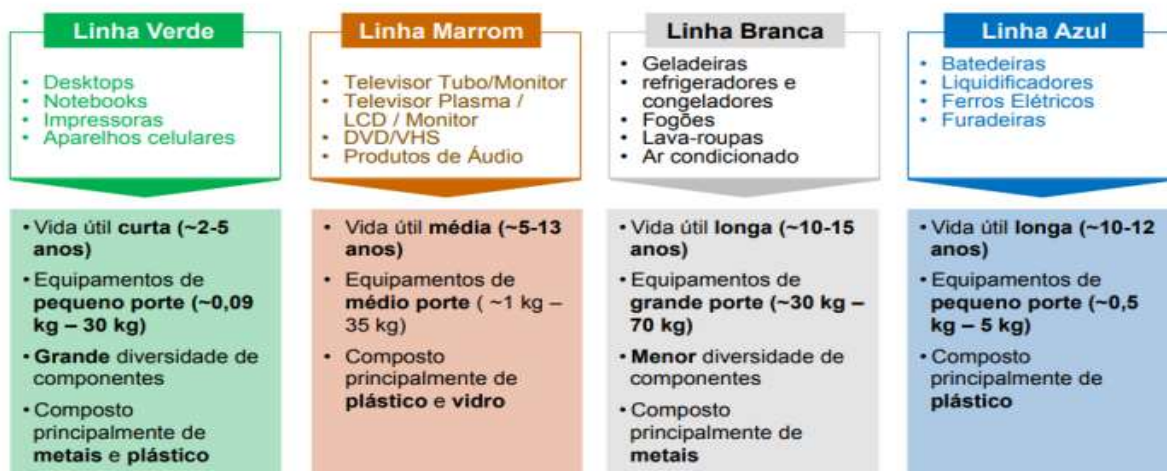 Linha Verde
• Desktops
• Notebooks
• Impressoras
• Aparelhos celulares
• Vida útil curta (~2-5
anos)
• Equipamentos de
pequeno porte (~0,09
kg – 30 kg)
• Grande diversidade de
componentes
• Composto
principalmente de
metais e plástico
Linha Marrom
• Televisor Tubo/Monitor
• Televisor Plasma /
LCD / Monitor
• DVD/VHS
• Produtos de Áudio
• Vida útil média (~5-13
anos)
• Equipamentos de
médio porte ( ~1 kg –
35 kg)
• Composto
principalmente de
plástico e vidro
Linha Branca
• Geladeiras
• refrigeradores e
congeladores
• Fogões
• Lava-roupas
• Ar condicionado
• Vida útil longa (~10-15
anos)
• Equipamentos de
grande porte (~30 kg –
70 kg)
• Menor diversidade de
componentes
• Composto
principalmente de
metais
Linha Azul
• Batedeiras
• Liquidificadores
• Ferros Elétricos
• Furadeiras
• Vida útil longa (~10-12
anos)
• Equipamentos de
pequeno porte (~0,5
kg – 5 kg)
• Composto
principalmente de
plástico